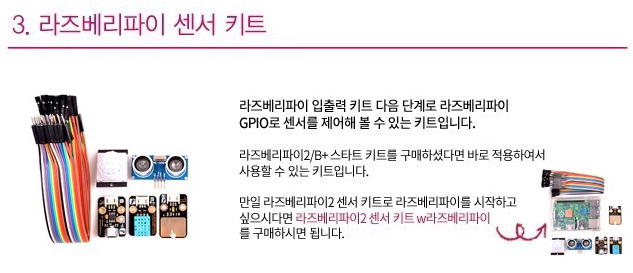 3. 라즈베리파이 센서 키트
라즈베리파이 입출력 키트 다음 단계로 라즈베리파이
GPIO로 센서를 제어해 볼 수 있는 키트입니다.
라즈베리파이2/B+ 스타트 키트를 구매하셨다면 바로 적용하여서
사용할 수 있는 키트입니다.
만일 라즈베리파이2 센서 키트로 라즈베리파이를 시작하고
싶으시다면 라즈베리파이2 센서 키트 w라즈베리파이
를 구매하시면 됩니다.